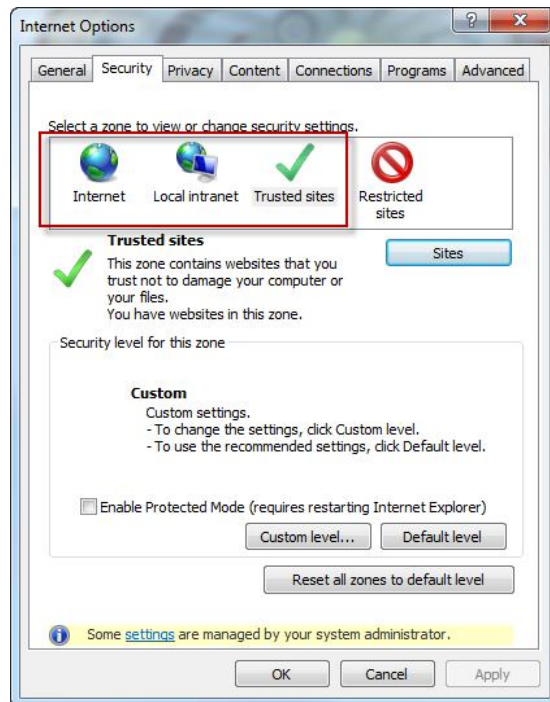 Internet Options
General Security Privacy Content Connections Programs Advanced
Select a zone to view or change security settings.
Internet Local intranet Trusted sites Restricted
sites
Trusted sites
Sites
This zone contains websites that you
trust not to damage your computer or
your files.
You have websites in this zone.
Security level for this zone
Custom
Custom settings.
- To change the settings, click Custom level.
- To use the recommended settings, click Default level.
Enable Protected Mode (requires restarting Internet Explorer)
Custom level... Default level
Reset all zones to default level
Some settings are managed by your system administrator.
OK Cancel Apply